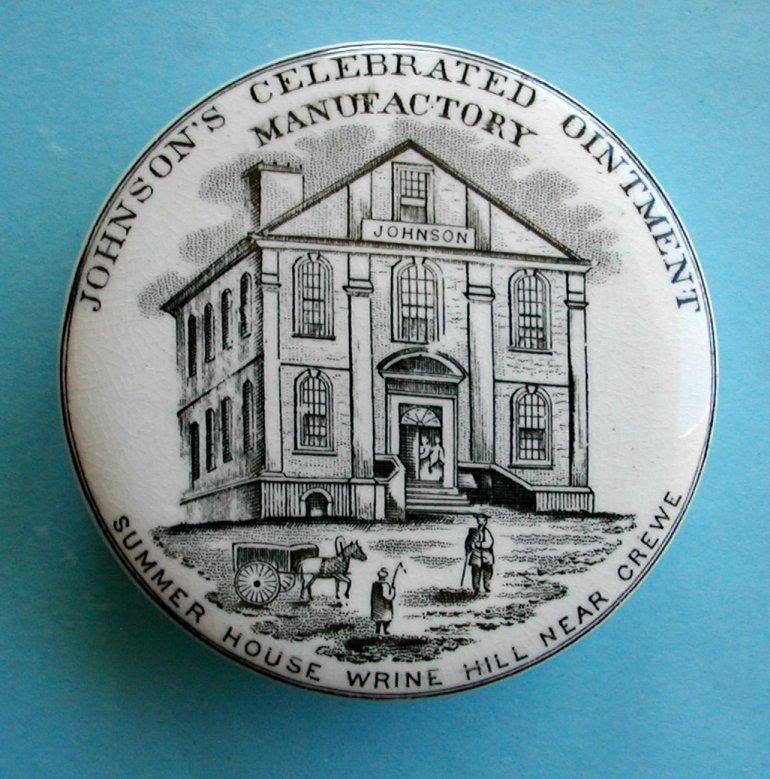 JOHNSON'S CELEBRATED OINTMENT
MANUFACTORY
JOHNSON
SUMMER HOUSE WRINE HILL NEAR CREWE